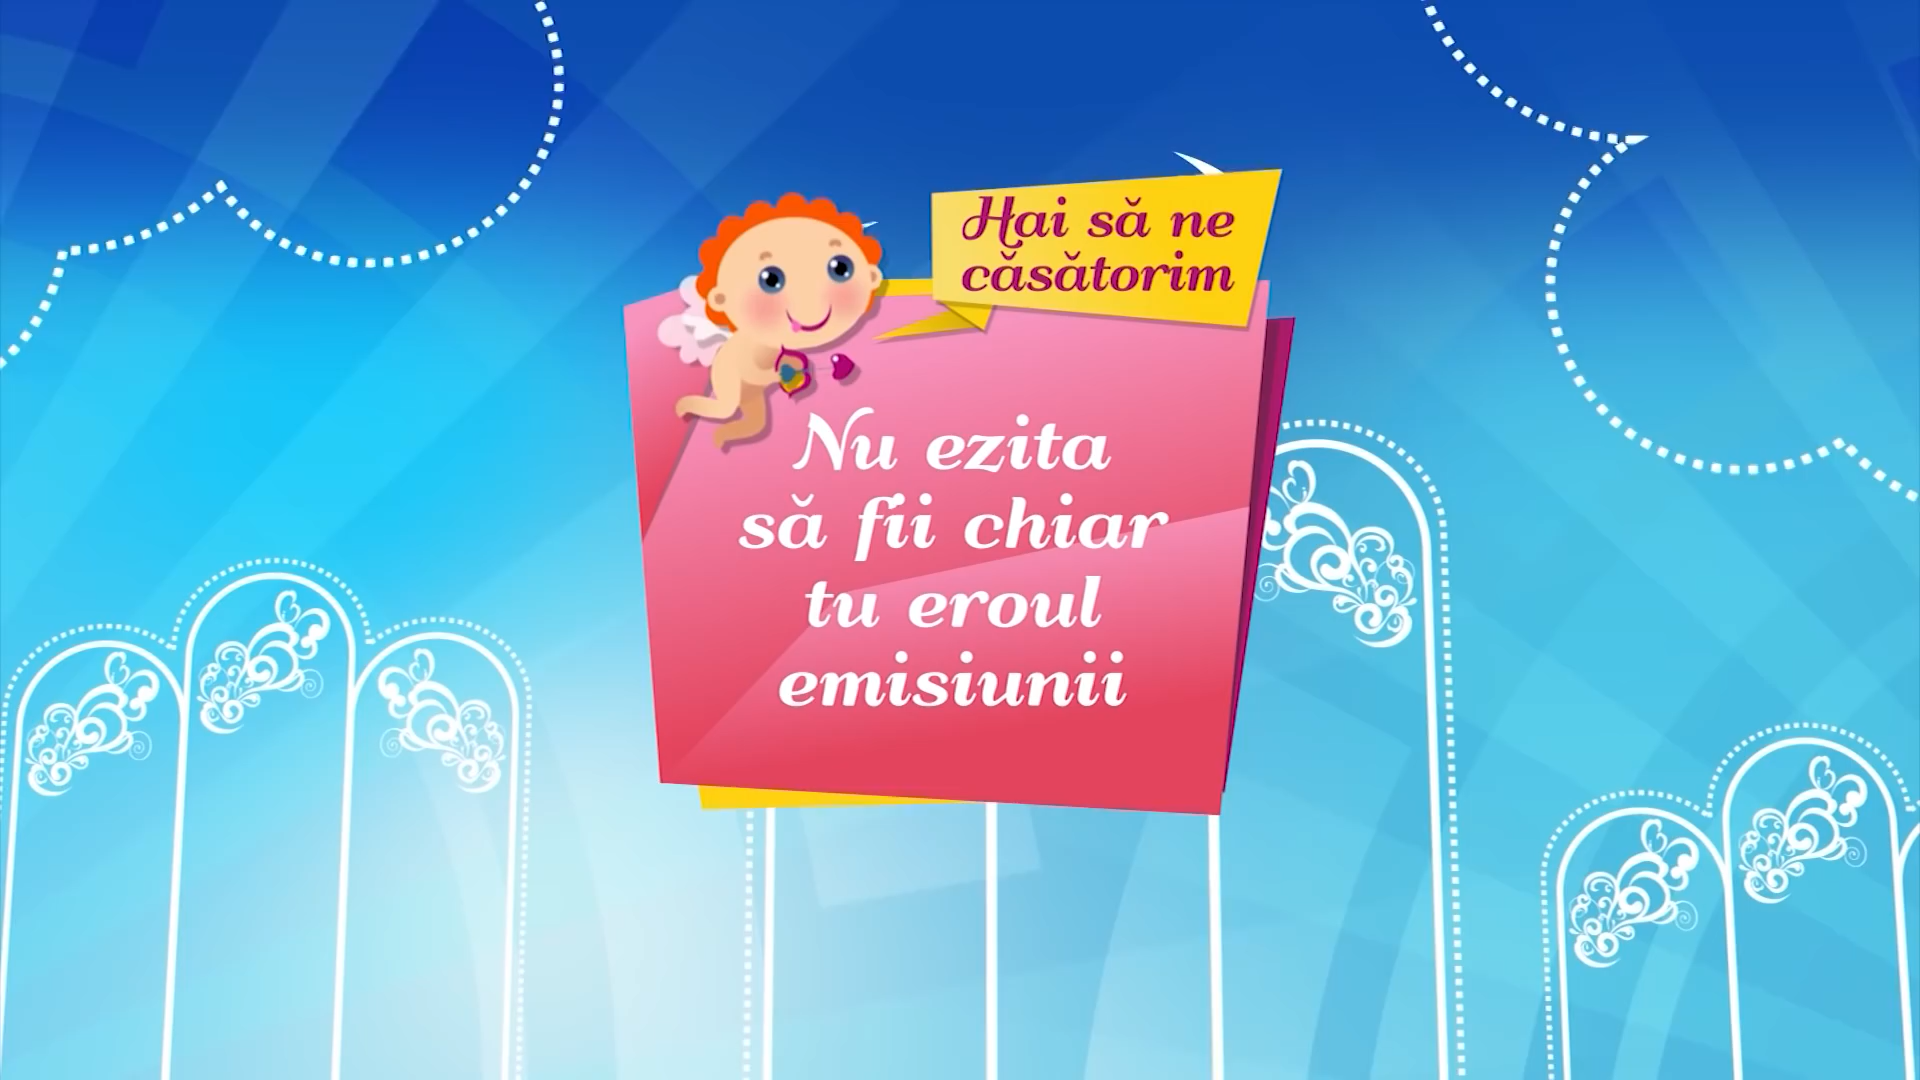 Hai să ne
căsătorim
Nu ezita
să fii chiar
tu eroul
emisiunii